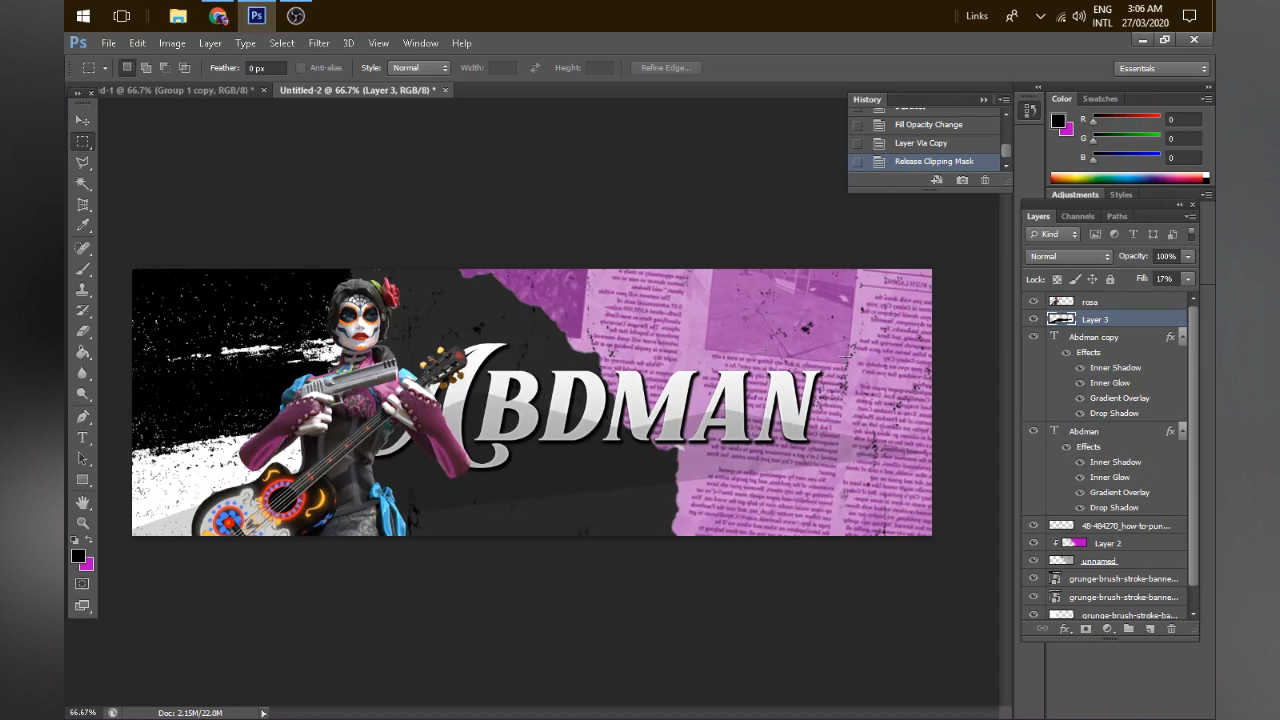 Links
ENG
INTL
3:06 AM
27/03/2020
Ps
File Edit Image Layer Type Select Filter 3D View Window Help
Feather: 0 px Anti-alias Style: Normal Width: Height: Refine Edge... Essentials
d-1 @ 66.7% (Group 1 copy, RGB/8) * × Untitled-2 @ 66.7% (Layer 3, RGB/8) * ×
History
Fill Opacity Change
Layer Via Copy
Release Clipping Mask
Color Swatches
R 0
G 0
B 0
Adjustments Styles
Layers Channels Paths
Kind
Normal Opacity: 100%
Lock: Fill: 17%
rosa
Layer 3
Abdman copy fx
Effects
Inner Shadow
Inner Glow
Gradient Overlay
Drop Shadow
Abdman fx
Effects
Inner Shadow
Inner Glow
Gradient Overlay
Drop Shadow
48-484270_how-to-pun...
Layer 2
unnamed
grunge-brush-stroke-banne...
grunge-brush-stroke-banne...
grunge-brush-stroke-ba...
fx
ABDMAN
66.67% Doc: 2.15M/22.0M